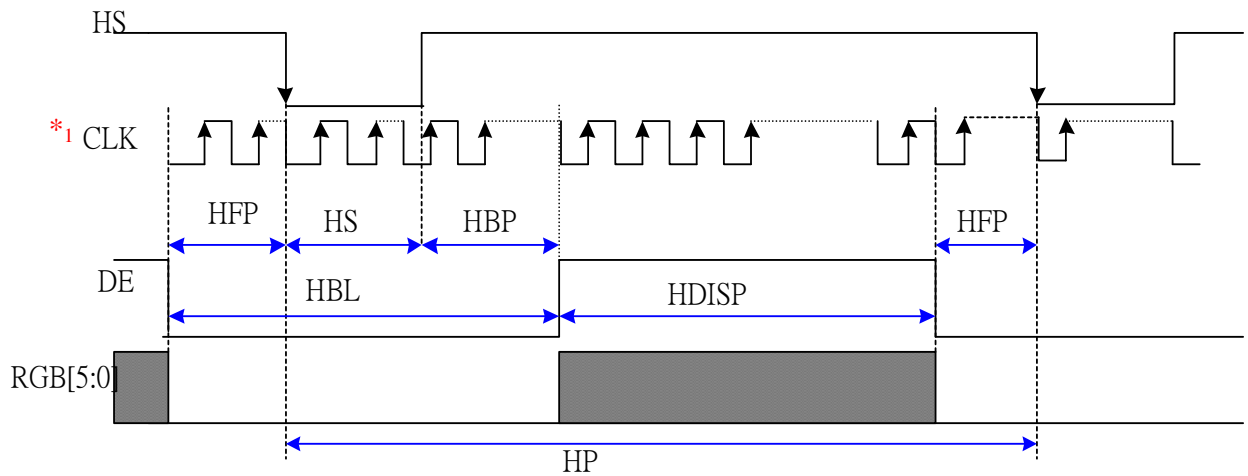 HS
*1 CLK
HFP
HS
HBP
HFP
DE
HBL
HDISP
RGB[5:0]
HP